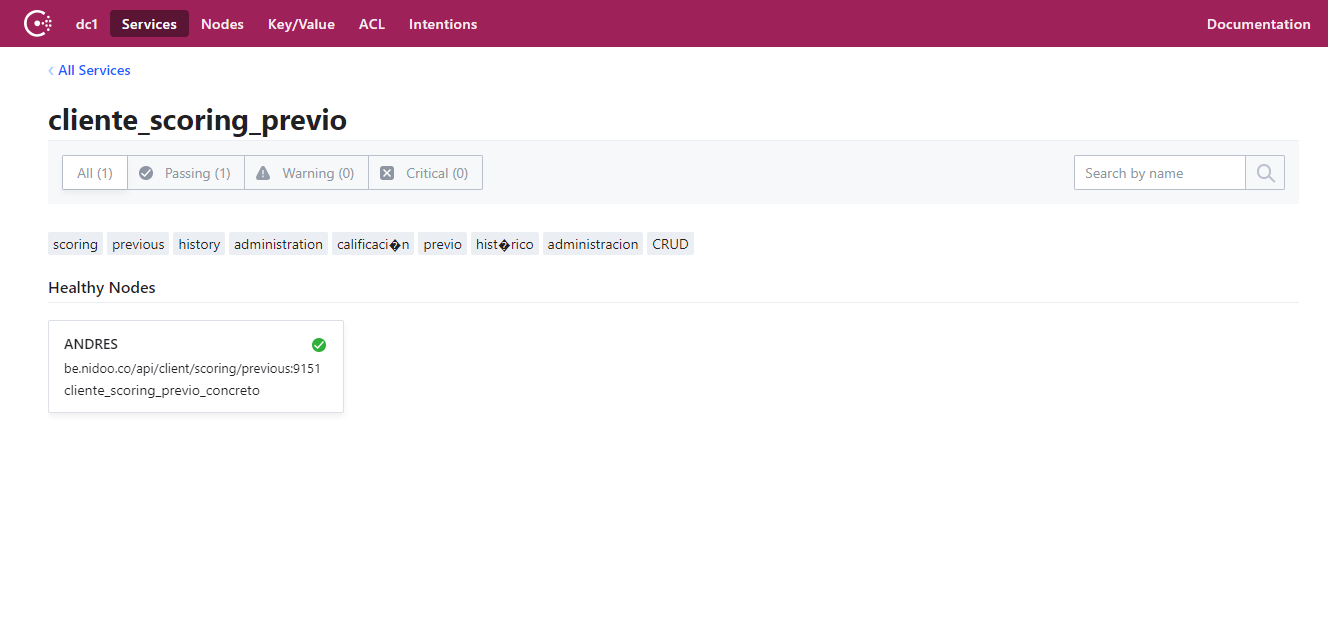 dc1 Services Nodes Key/Value ACL Intentions Documentation
‹ All Services
cliente_scoring_previo
All (1) Passing (1) Warning (0) Critical (0) Search by name
scoring previous history administration calificaci�n previo hist�rico administracion CRUD
Healthy Nodes
ANDRES
be.nidoo.co/api/client/scoring/previous:9151
cliente_scoring_previo_concreto